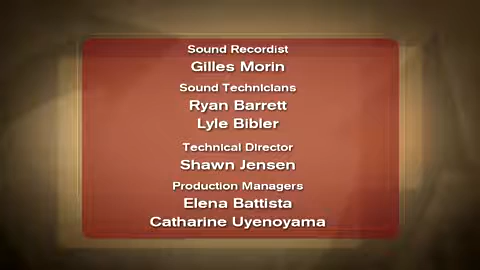 Sound Recordist
Gilles Morin
Sound Technicians
Ryan Barrett
Lyle Bibler
Technical Director
Shawn Jensen
Production Managers
Elena Battista
Catharine Uyenoyama